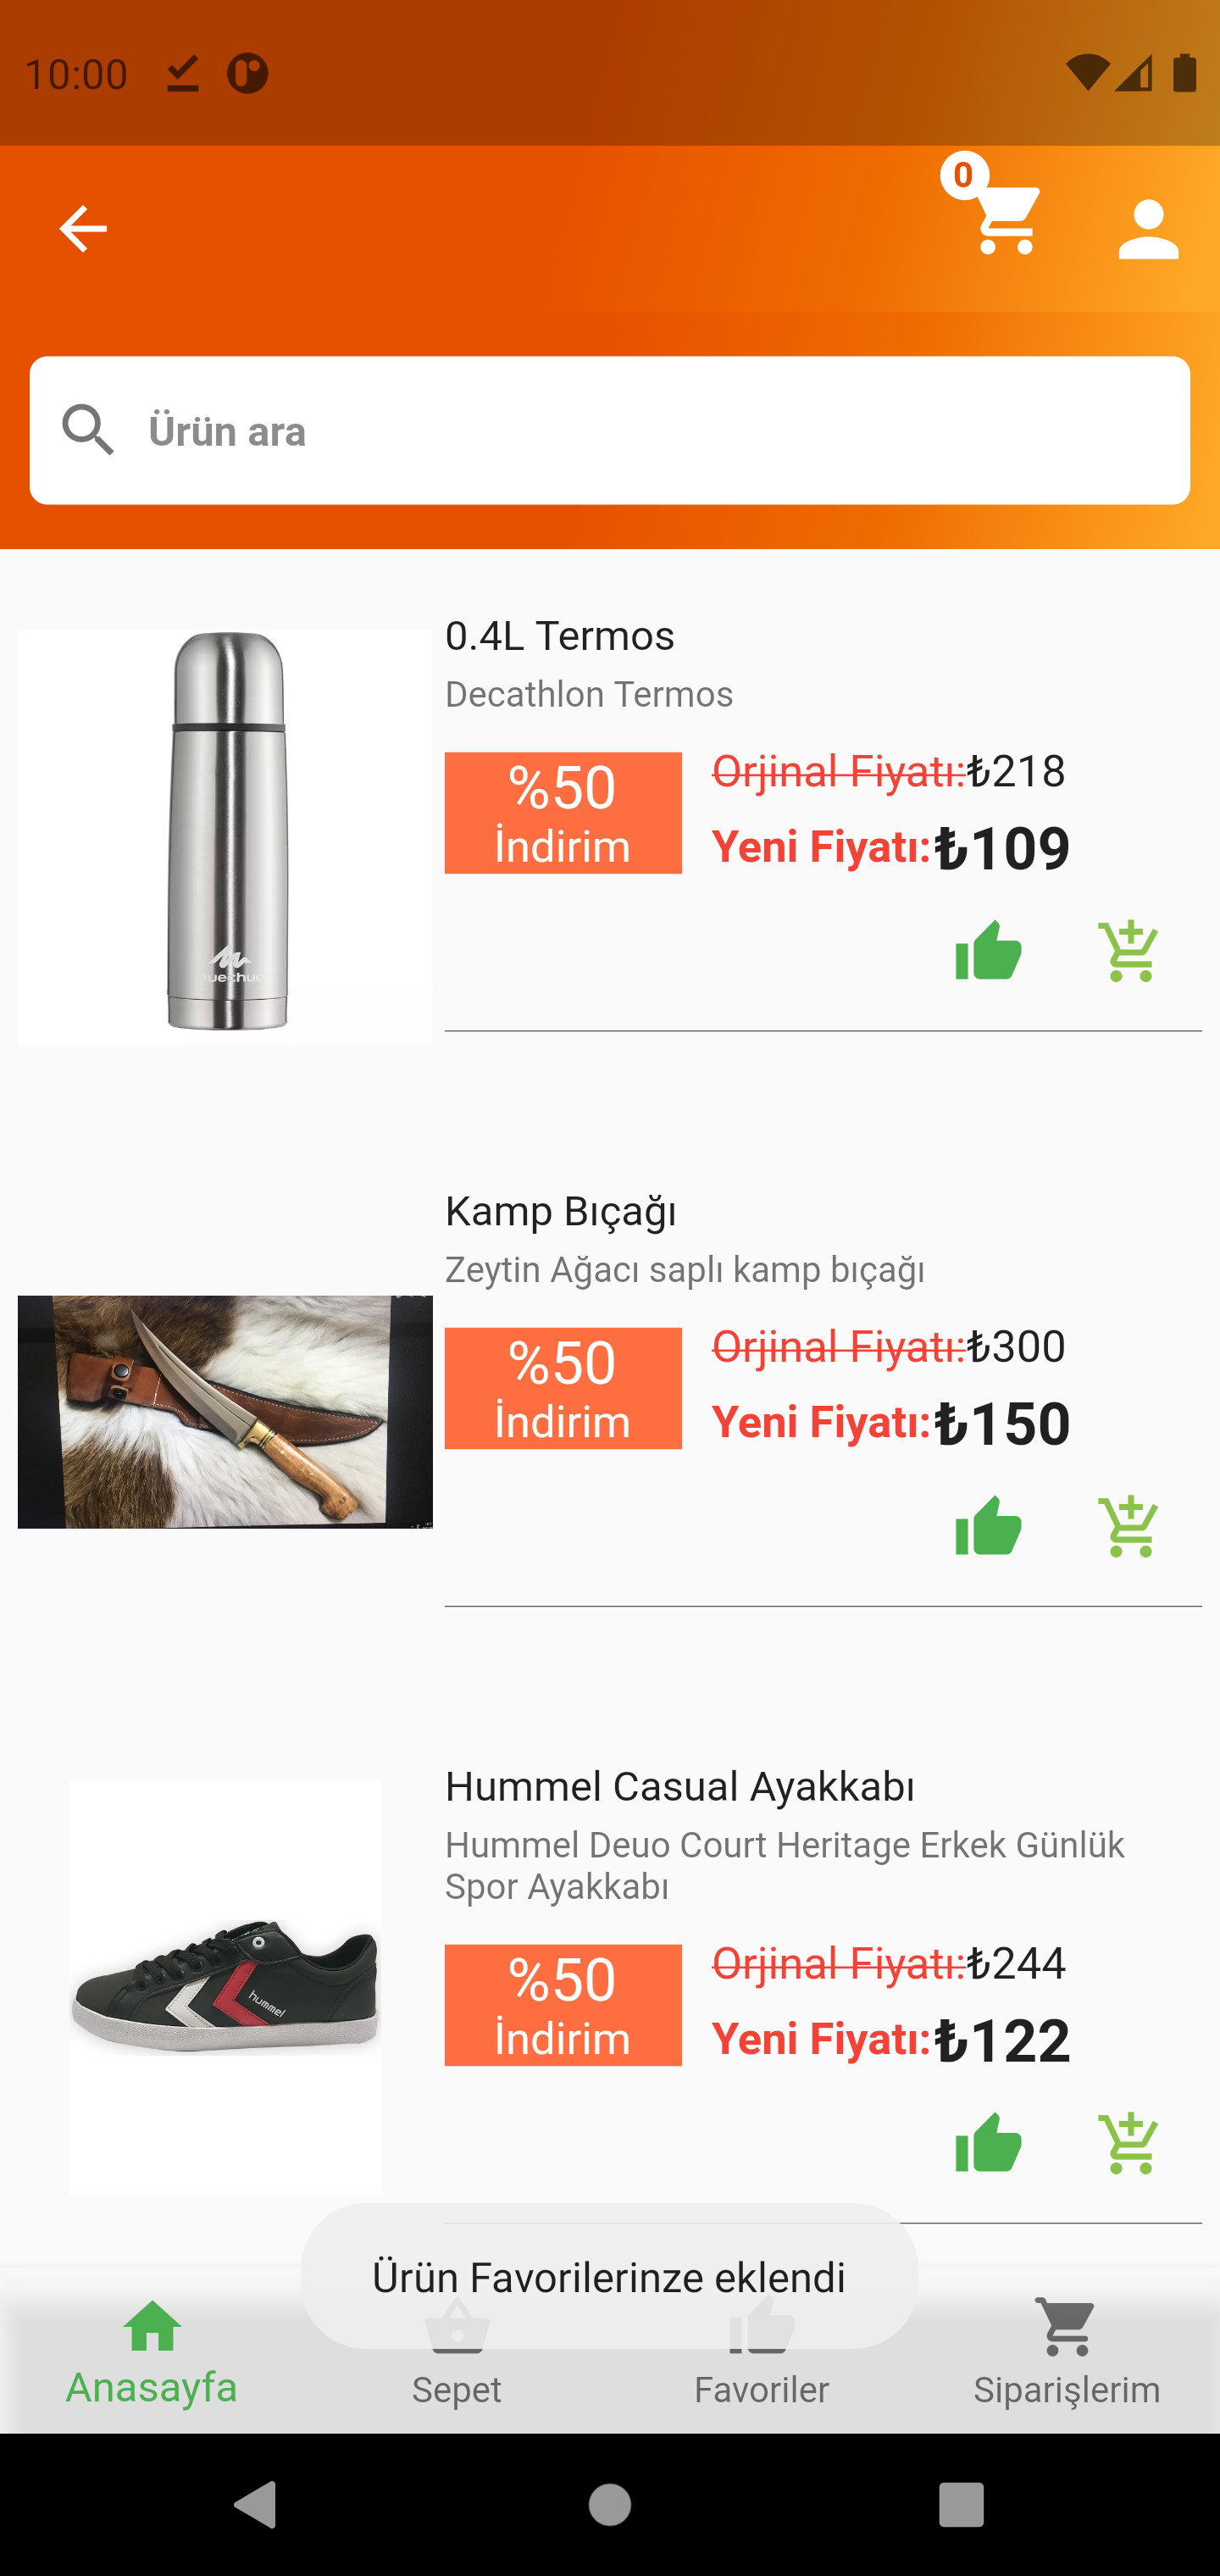 10:00
0
Ürün ara
0.4L Termos
Decathlon Termos
%50
İndirim
Orjinal Fiyatı:₺218
Yeni Fiyatı:₺109
Kamp Bıçağı
Zeytin Ağacı saplı kamp bıçağı
%50
İndirim
Orjinal Fiyatı:₺300
Yeni Fiyatı:₺150
Hummel Casual Ayakkabı
Hummel Deuo Court Heritage Erkek Günlük
Spor Ayakkabı
hummel
%50
İndirim
Orjinal Fiyatı:₺244
Yeni Fiyatı:₺122
Ürün Favorilerinze eklendi
Anasayfa
Sepet
Favoriler
Siparişlerim